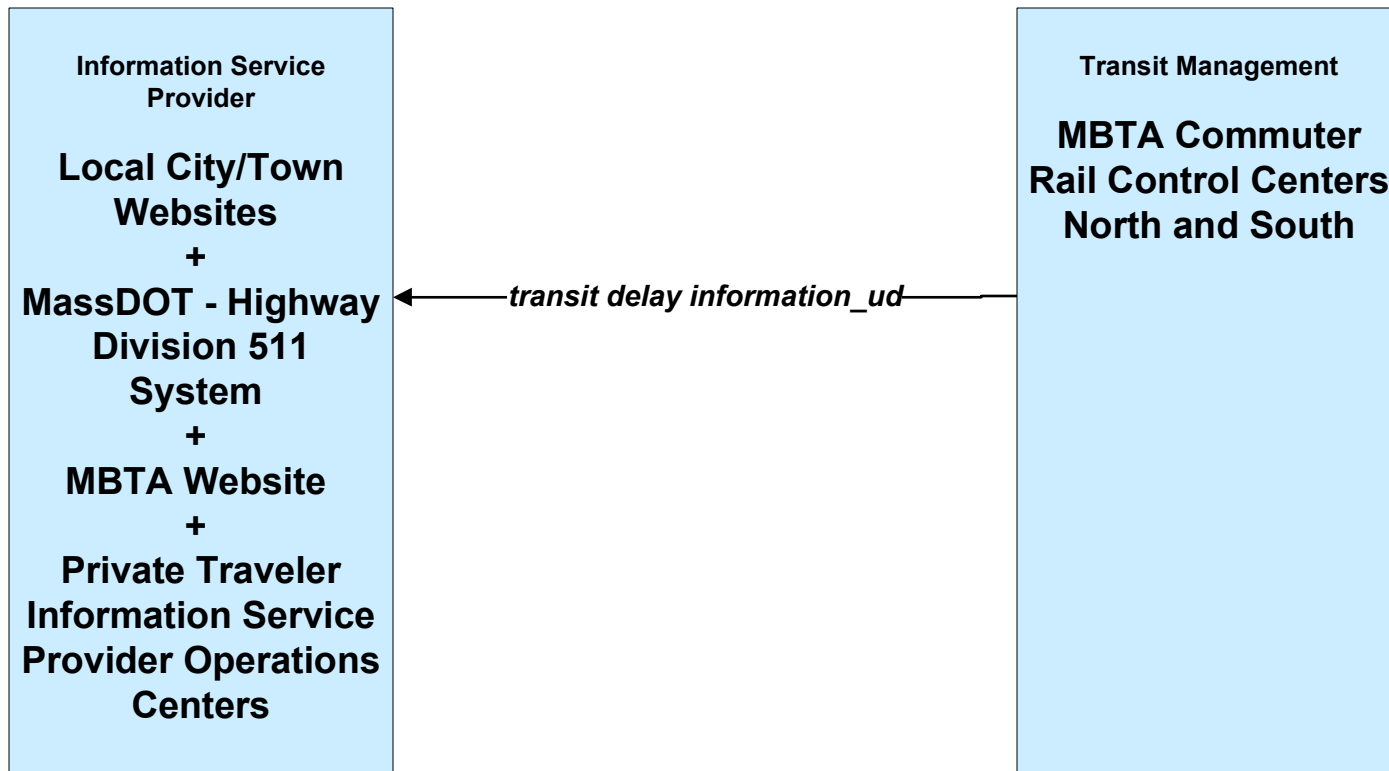 Information Service
Provider
Local City/Town
Websites
+
MassDOT - Highway
Division 511
System
+
MBTA Website
+
Private Traveler
Information Service
Provider Operations
Centers
transit delay information_ud
Transit Management
MBTA Commuter
Rail Control Centers
North and South